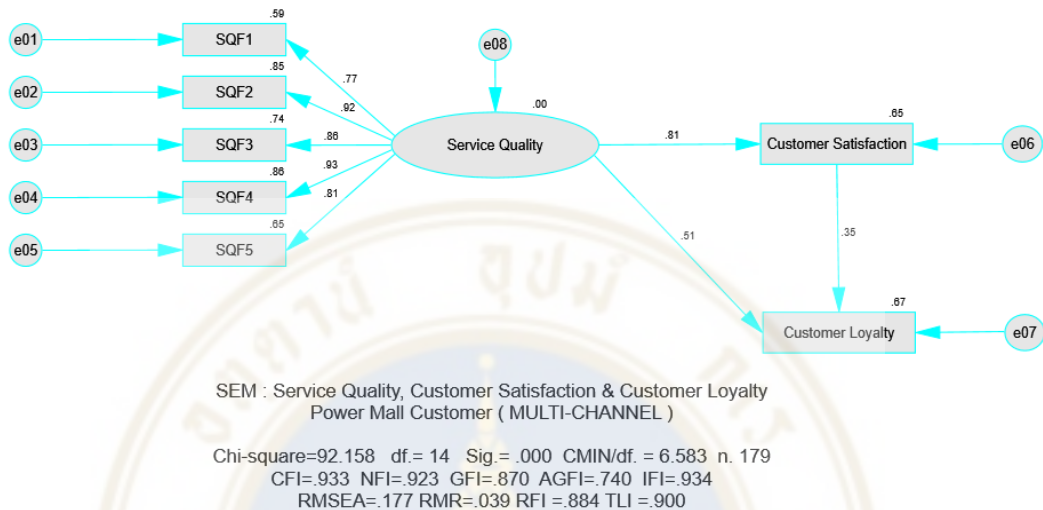 .59
e01 SQF1
e08
.85
.77
.00
e02 SQF2
.92
.65
.74
e03 SQF3
.86
Service Quality
.81
Customer Satisfaction
e06
.86
.93
e04 SQF4
.81
.65
e05 SQF5
.51
.35
.67
Customer Loyalty
e07
SEM : Service Quality, Customer Satisfaction & Customer Loyalty
Power Mall Customer ( MULTI-CHANNEL )
Chi-square=92.158 df.= 14 Sig.= .000 CMIN/df. = 6.583 n. 179
CFI=.933 NFI=.923 GFI=.870 AGFI=.740 IFI=.934
RMSEA=.177 RMR=.039 RFI =.884 TLI =.900